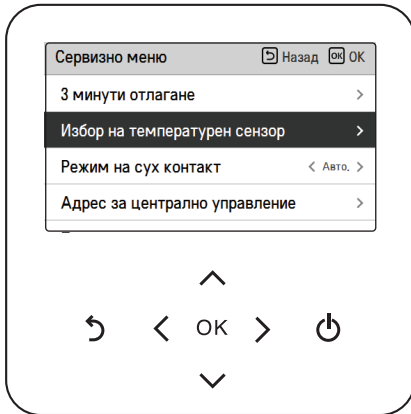 Сервизно меню Назад OK OK
3 минути отлагане
Избор на температурен сензор
Режим на сух контакт Авто.
Адрес за централно управление
OK